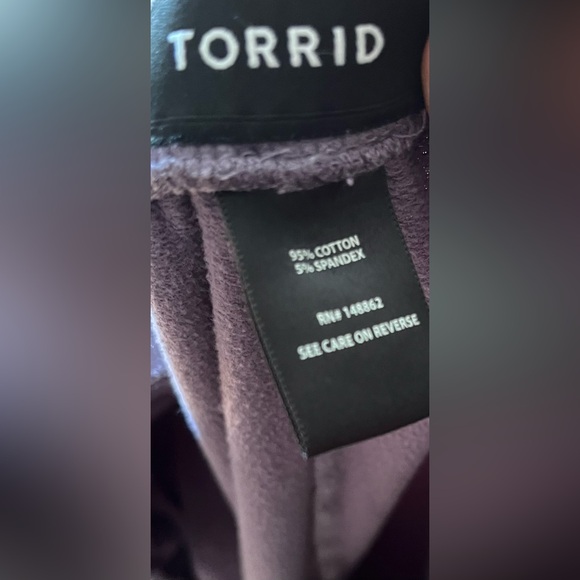 TORRID
95% COTTON
5% SPANDEX
RN# 148862
SEE CARE ON REVERSE